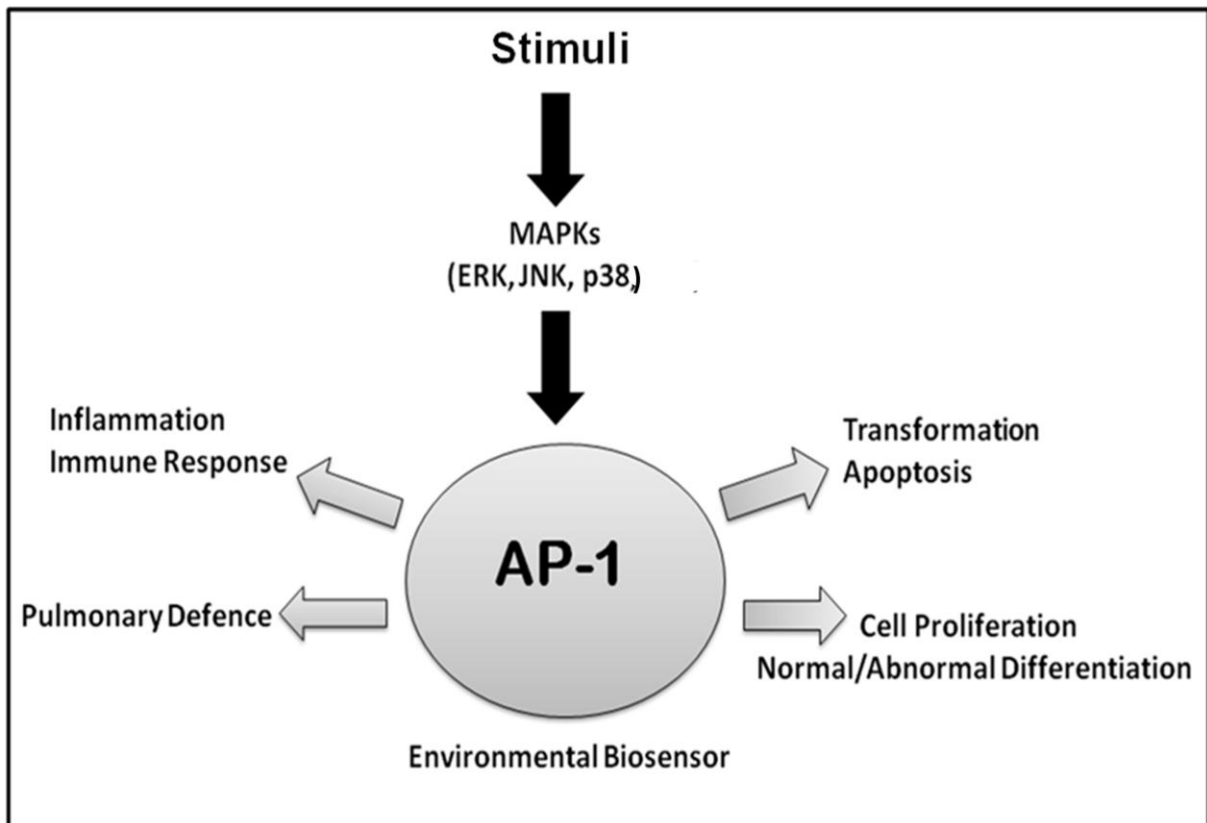 Stimuli
MAPKs
(ERK, JNK, p38,)
Inflammation
Immune Response
Transformation
Apoptosis
AP-1
Pulmonary Defence
Cell Proliferation
Normal/Abnormal Differentiation
Environmental Biosensor